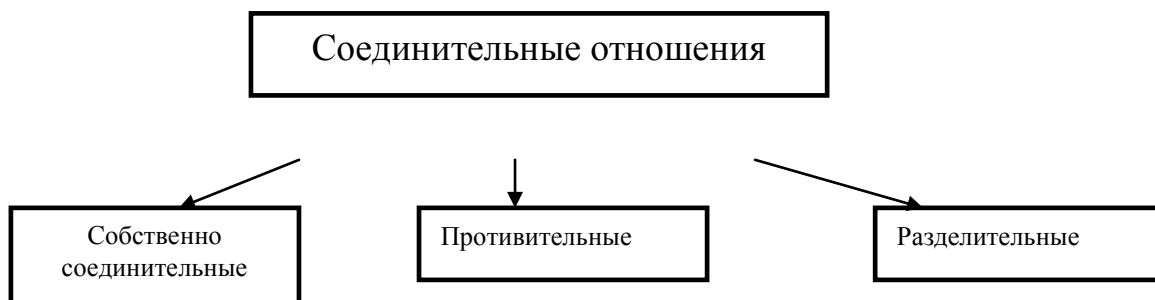 Соединительные отношения
Собственно
соединительные
Противительные
Разделительные